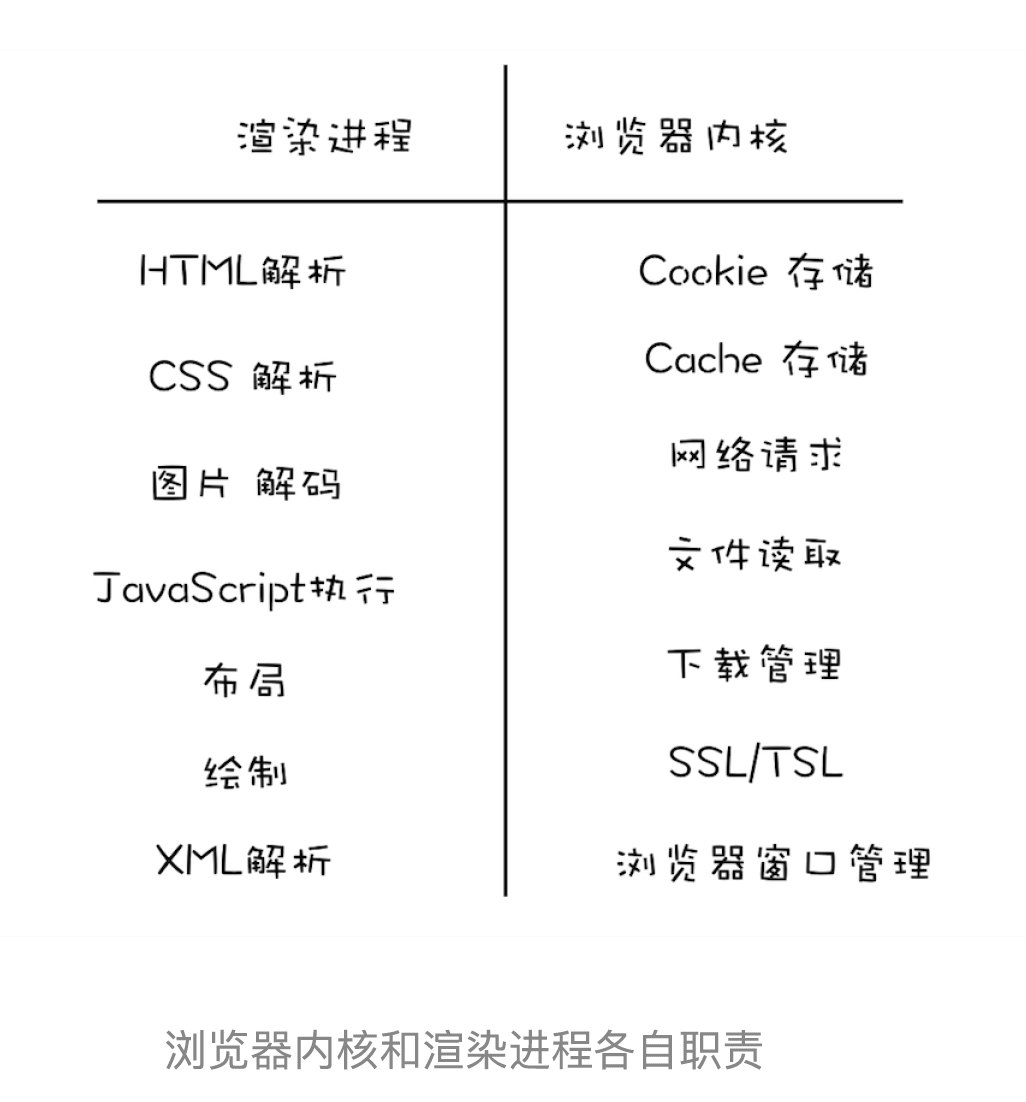 渲染进程 浏览器内核
HTML解析 Cookie 存储
CSS 解析 Cache 存储
图片 解码 网络请求
JavaScript执行 文件读取
布局 下载管理
绘制 SSL/TSL
XML解析 浏览器窗口管理
浏览器内核和渲染进程各自职责